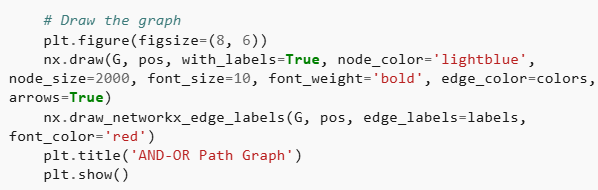 # Draw the graph
plt.figure(figsize=(8, 6))
nx.draw(G, pos, with_labels=True, node_color='lightblue',
node_size=2000, font_size=10, font_weight='bold', edge_color=colors,
arrows=True)
nx.draw_networkx_edge_labels(G, pos, edge_labels=labels,
font_color='red')
plt.title('AND-OR Path Graph')
plt.show()